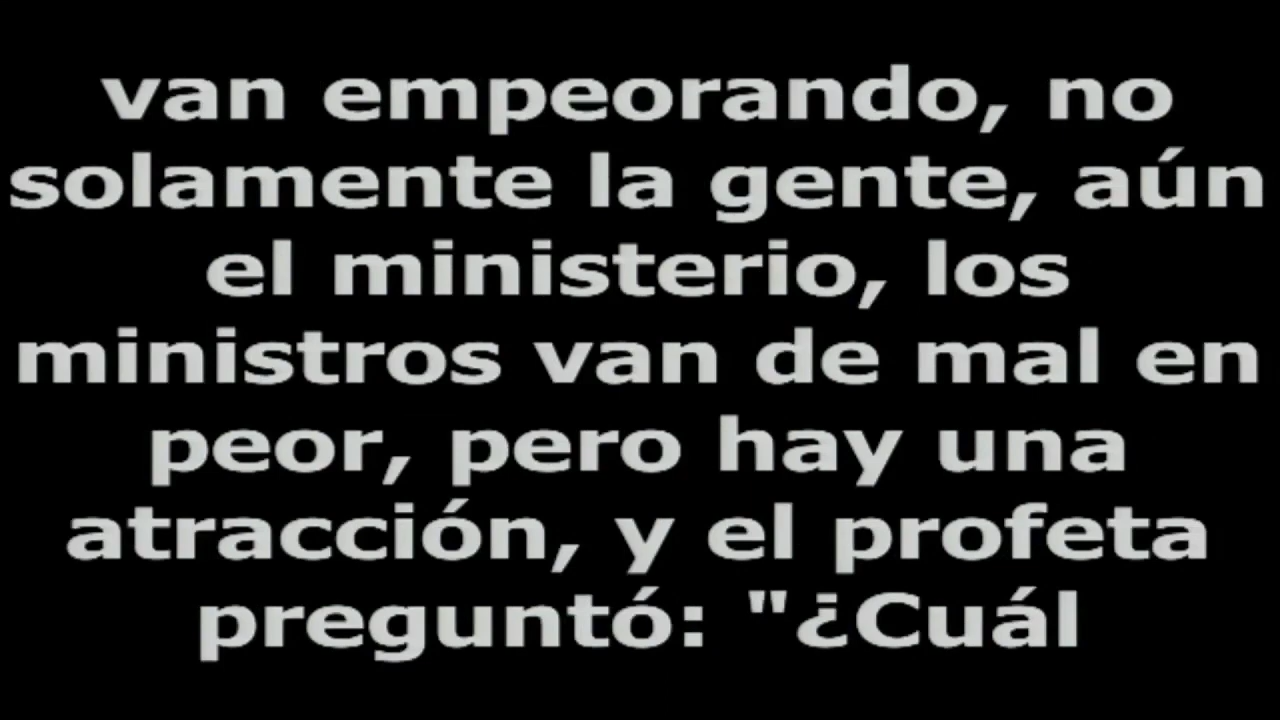 van empeorando, no
solamente la gente, aún
el ministerio, los
ministros van de mal en
peor, pero hay una
atracción, y el profeta
preguntó: "¿Cuál